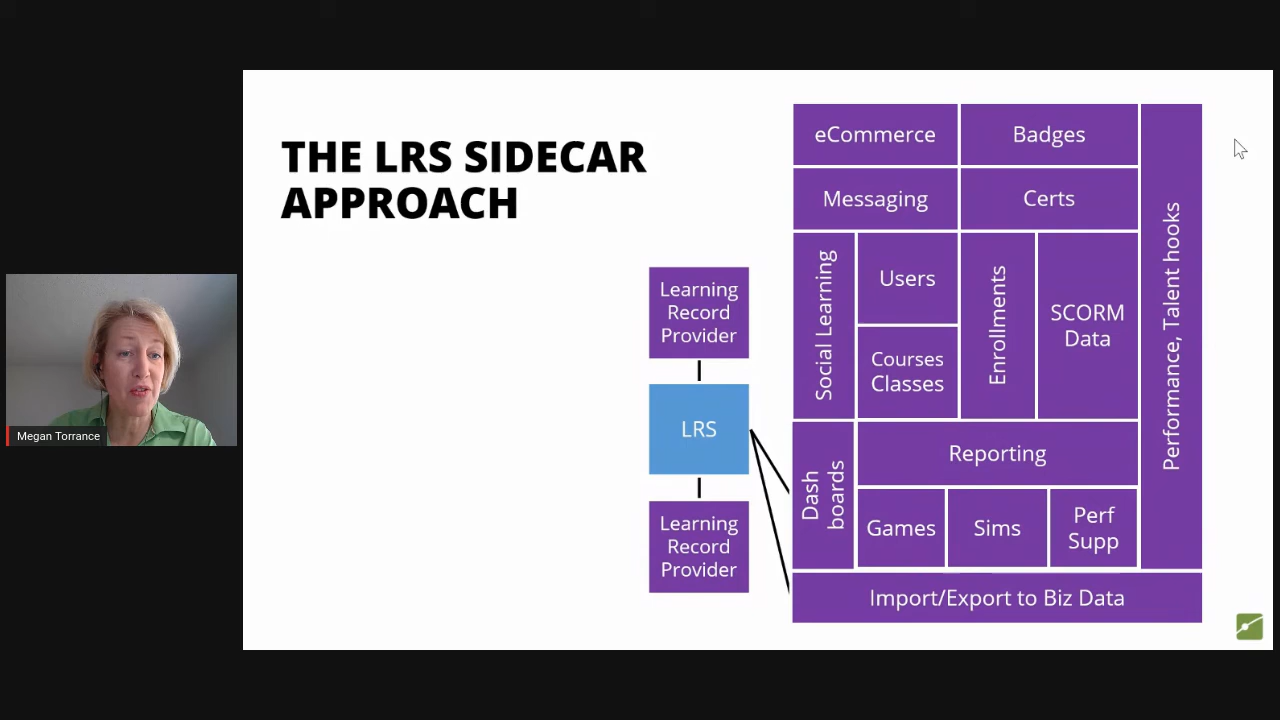 THE LRS SIDECAR
APPROACH
Megan Torrance
Learning
Record
Provider
LRS
Learning
Record
Provider
eCommerce
Badges
Messaging
Certs
Social Learning
Users
Courses
Classes
Enrollments
SCORM
Data
Performance, Talent hooks
Dash
boards
Reporting
Games
Sims
Perf
Supp
Import/Export to Biz Data